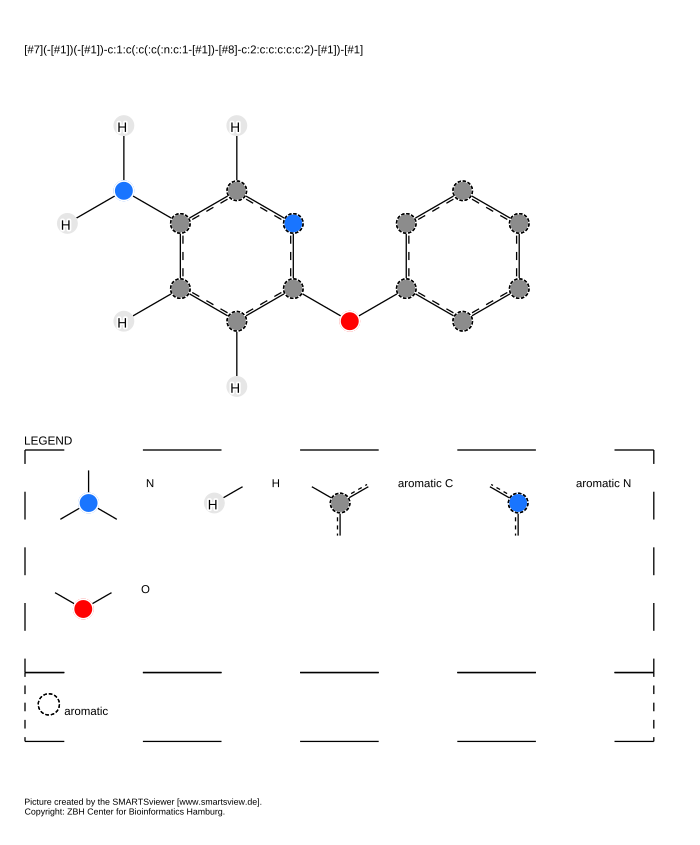 [#7](-[#1])(-[#1])-c:1:c(:c(:c(:n:c:1-[#1])-[#8]-c:2:c:c:c:c:c:2)-[#1])-[#1]
H
H
H
H
H
LEGEND
N
H
H
aromatic C
aromatic N
O
aromatic
Picture created by the SMARTSviewer [www.smartsview.de].
Copyright: ZBH Center for Bioinformatics Hamburg.